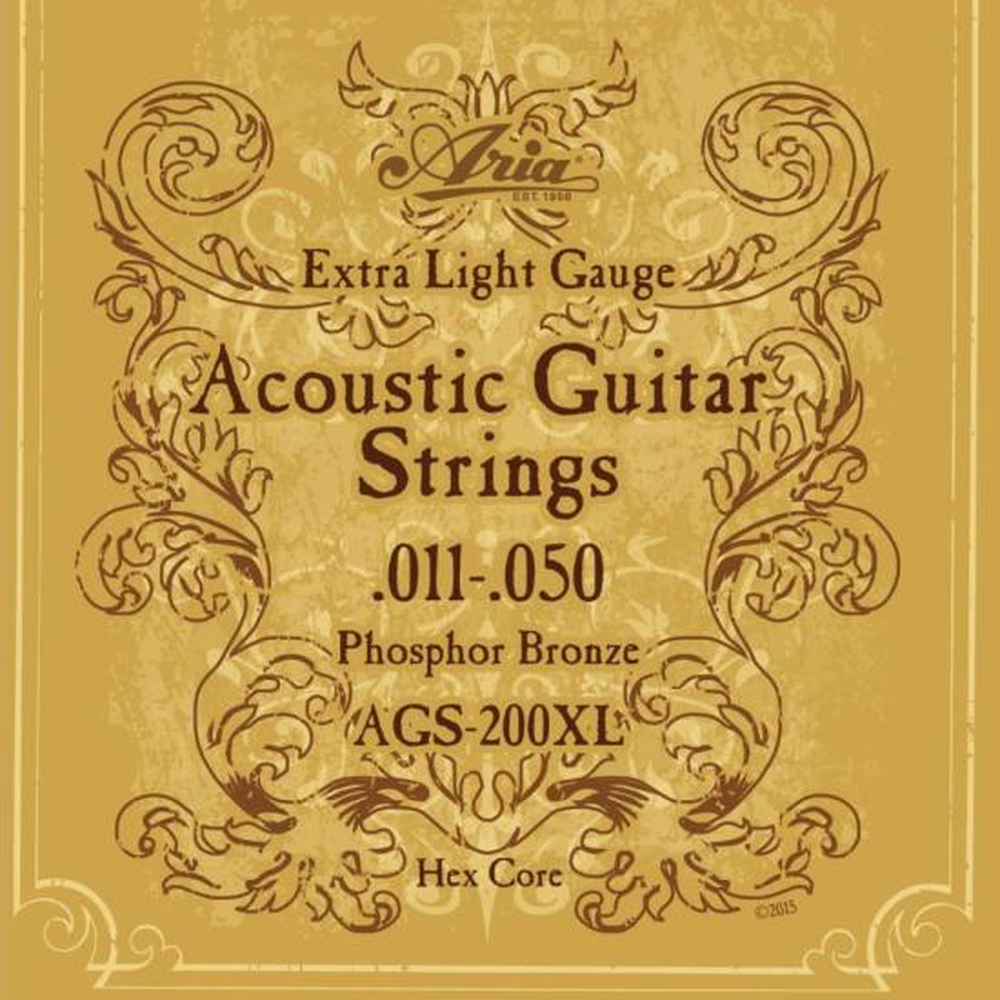 Aria
EST. 1956
Extra Light Gauge
Acoustic Guitar
Strings
.011-.050
Phosphor Bronze
AGS-200XL
Hex Core
©2015